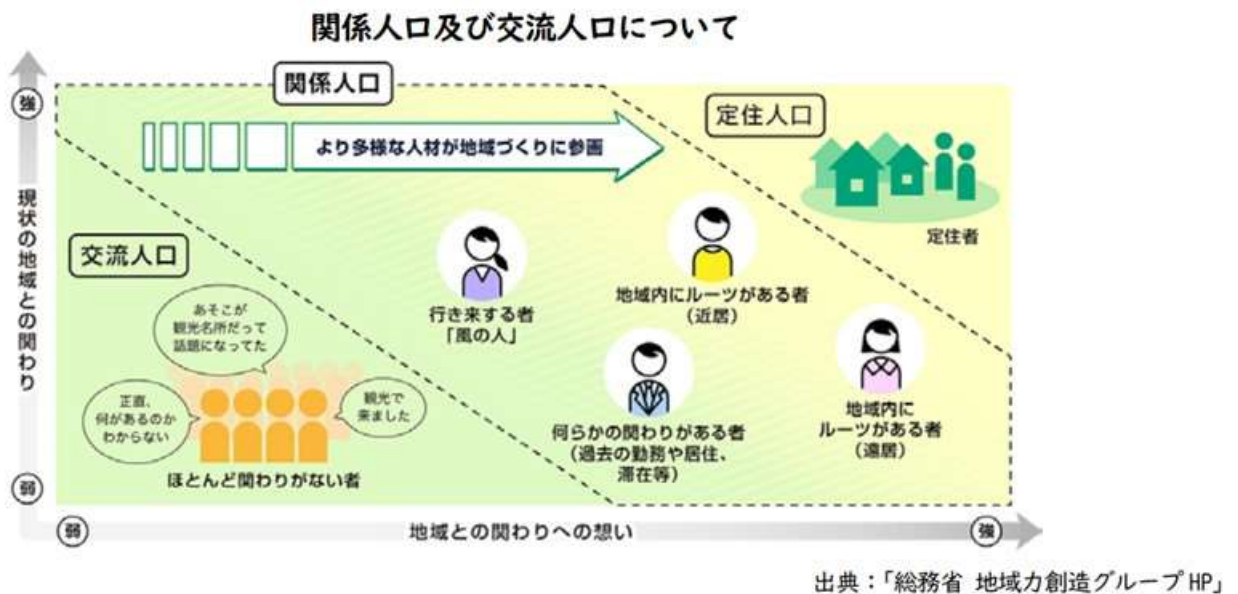 関係人口及び交流人口について
強
関係人口
より多様な人材が地域づくりに参画
定住人口
定住者
現状の地域との関わり
交流人口
あそこが
観光名所だって
話題になってた
正直、
何があるのか
わからない
観光で
来ました
ほとんど関わりがない者
行き来する者
「風の人」
地域内にルーツがある者
（近居）
何らかの関わりがある者
（過去の勤務や居住、
滞在等）
地域内に
ルーツがある者
（遠居）
弱
弱
地域との関わりへの想い
強
出典：「総務省 地域力創造グループHP」